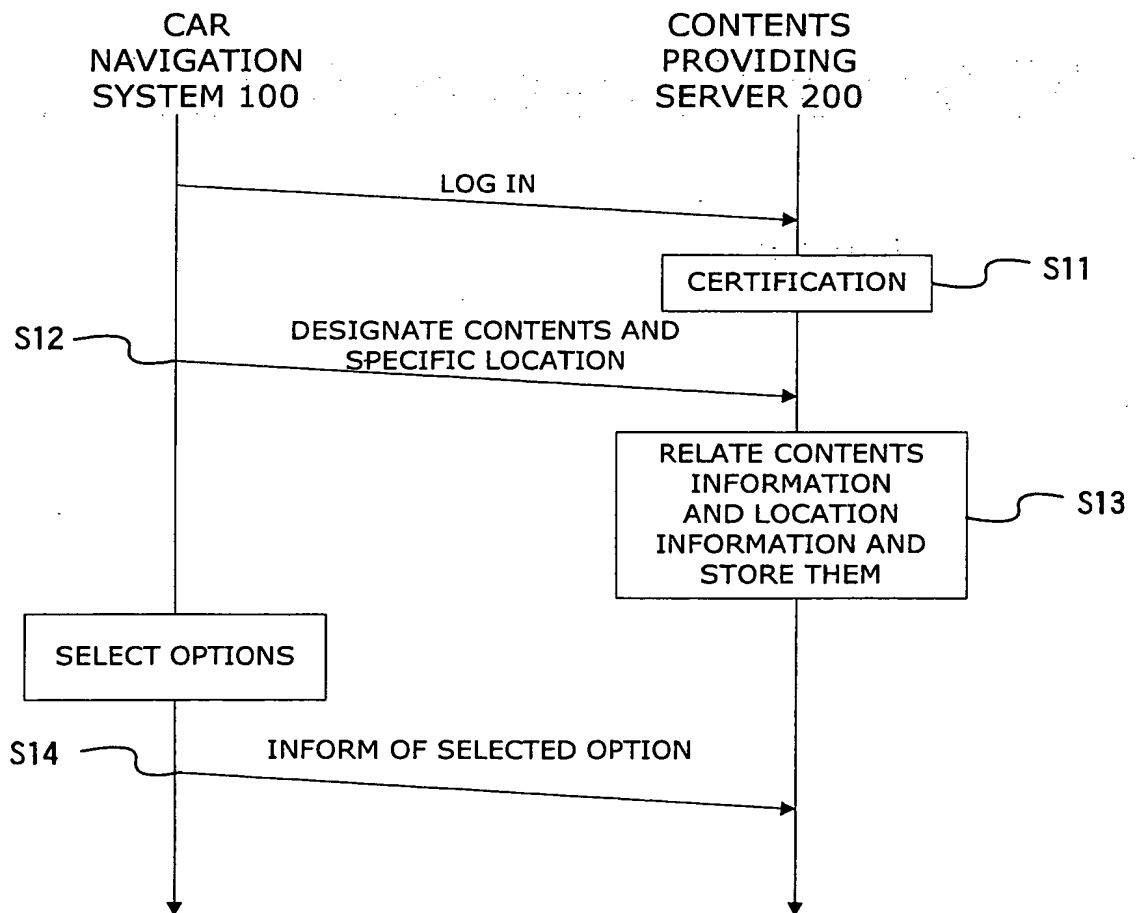 CAR
NAVIGATION
SYSTEM 100
CONTENTS
PROVIDING
SERVER 200
LOG IN
CERTIFICATION
S11
S12
DESIGNATE CONTENTS AND
SPECIFIC LOCATION
RELATE CONTENTS
INFORMATION
AND LOCATION
INFORMATION AND
STORE THEM
S13
SELECT OPTIONS
S14
INFORM OF SELECTED OPTION